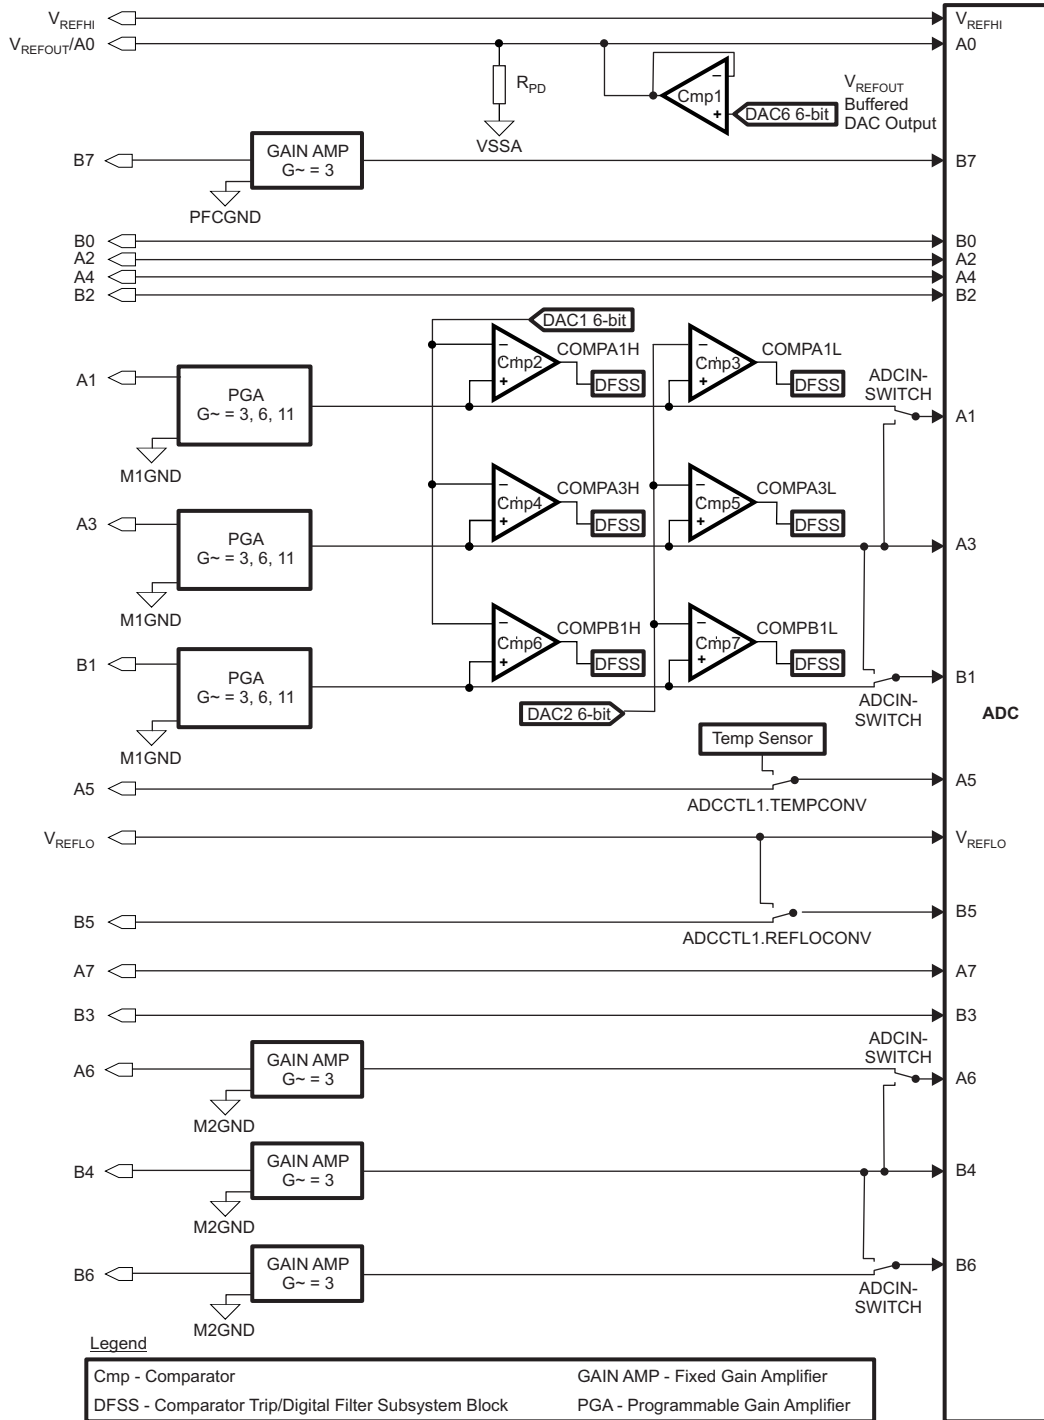 VREFHI
VREFHI
VREFOUT/A0
A0
RPD
VSSA
Cmp1
−
+
DAC6 6-bit
VREFOUT
Buffered
DAC Output
B7
GAIN AMP
G~ = 3
PFCGND
B7
B0
B0
A2
A2
A4
A4
B2
B2
DAC1 6-bit
A1
PGA
G~ = 3, 6, 11
M1GND
−
Cmp2
+
COMPA1H
DFSS
−
Cmp3
+
COMPA1L
DFSS
ADCIN-
SWITCH
A1
A3
PGA
G~ = 3, 6, 11
M1GND
−
Cmp4
+
COMPA3H
DFSS
−
Cmp5
+
COMPA3L
DFSS
A3
B1
PGA
G~ = 3, 6, 11
M1GND
−
Cmp6
+
COMPB1H
DFSS
−
Cmp7
+
COMPB1L
DFSS
B1
ADCIN-
SWITCH
DAC2 6-bit
ADC
Temp Sensor
A5
A5
ADCCTL1.TEMPCONV
VREFLO
VREFLO
B5
B5
ADCCTL1.REFLOCONV
A7
A7
B3
B3
ADCIN-
SWITCH
A6
GAIN AMP
G~ = 3
M2GND
A6
B4
GAIN AMP
G~ = 3
M2GND
B4
B6
GAIN AMP
G~ = 3
M2GND
B6
ADCIN-
SWITCH
Legend
Cmp - Comparator
GAIN AMP - Fixed Gain Amplifier
DFSS - Comparator Trip/Digital Filter Subsystem Block
PGA - Programmable Gain Amplifier